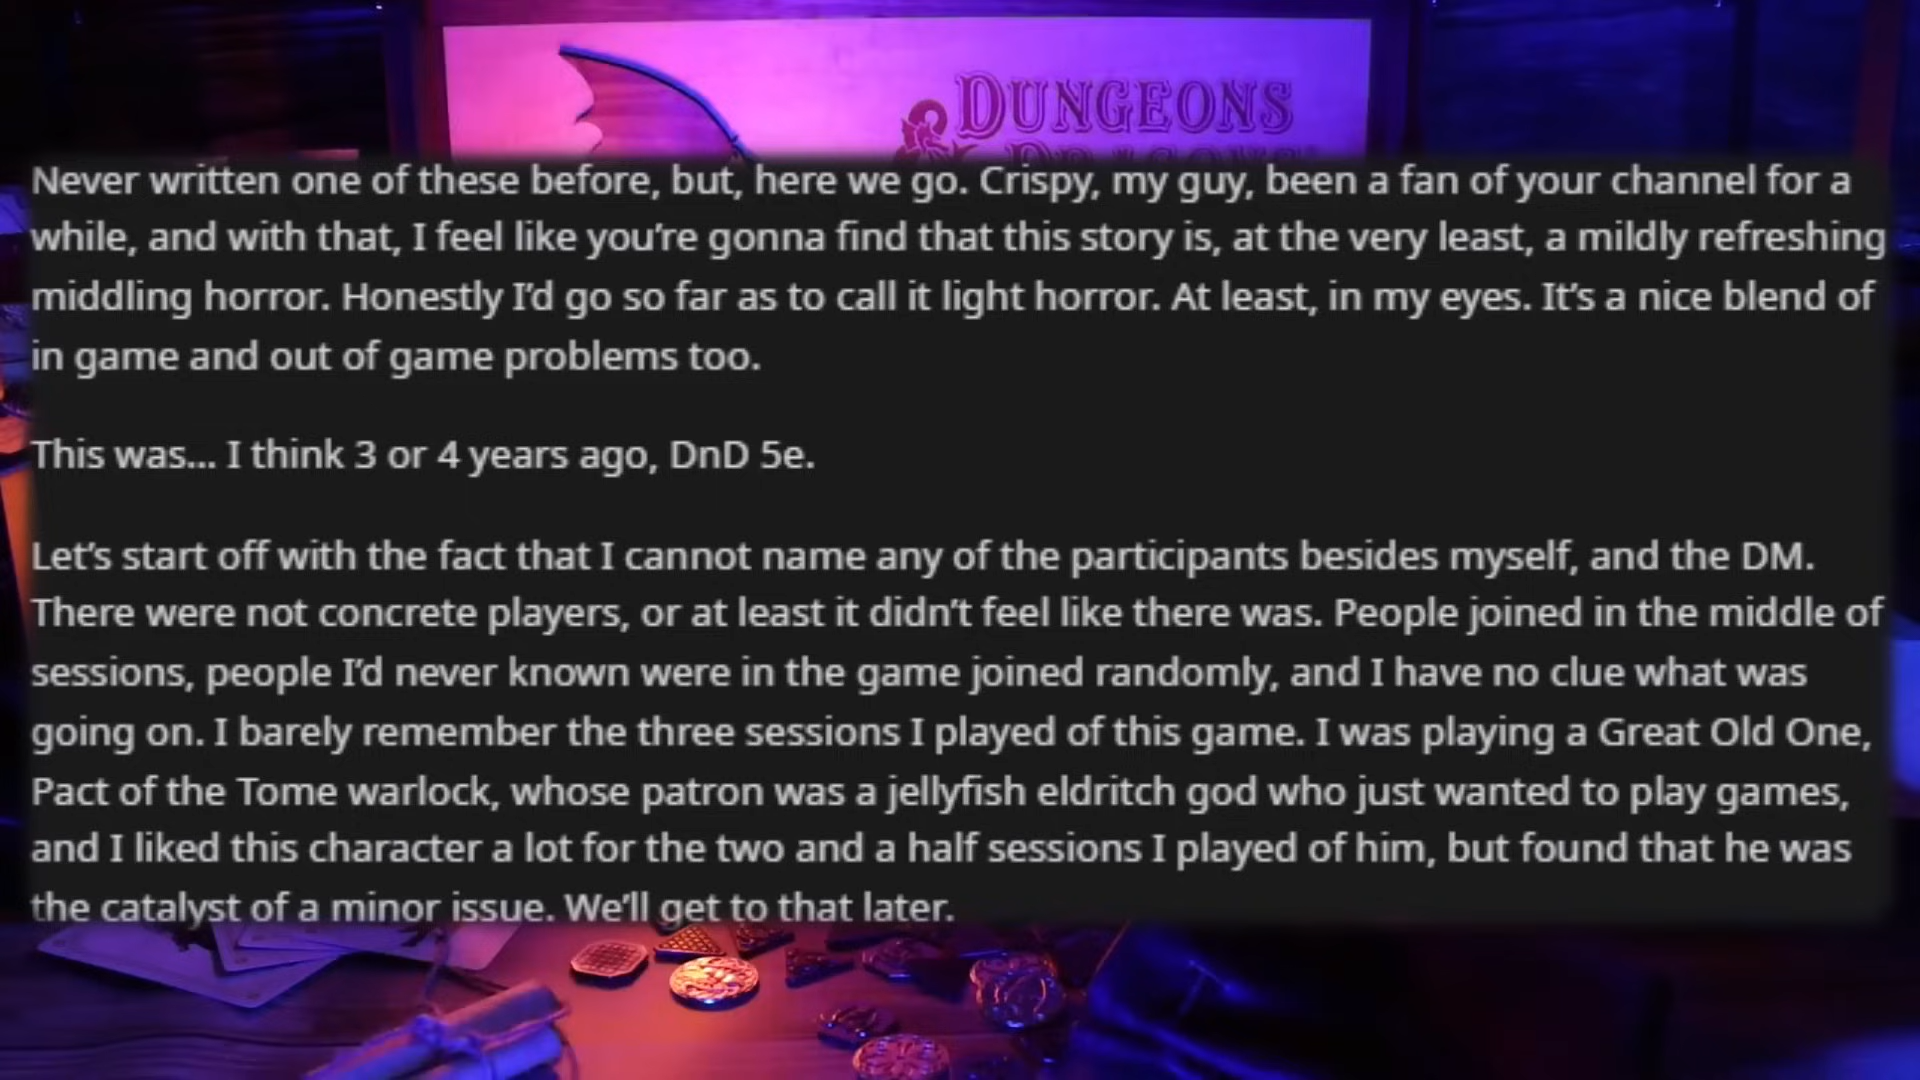 DUNGEONS
DRAGONS
Never written one of these before, but, here we go. Crispy, my guy, been a fan of your channel for a
while, and with that, I feel like you're gonna find that this story is, at the very least, a mildly refreshing
middling horror. Honestly I'd go so far as to call it light horror. At least, in my eyes. It's a nice blend of
in game and out of game problems too.
This was... I think 3 or 4 years ago, DnD 5e.
Let's start off with the fact that I cannot name any of the participants besides myself, and the DM.
There were not concrete players, or at least it didn't feel like there was. People joined in the middle of
sessions, people I'd never known were in the game joined randomly, and I have no clue what was
going on. I barely remember the three sessions I played of this game. I was playing a Great Old One,
Pact of the Tome warlock, whose patron was a jellyfish eldritch god who just wanted to play games,
and I liked this character a lot for the two and a half sessions I played of him, but found that he was
the catalyst of a minor issue. We'll get to that later.